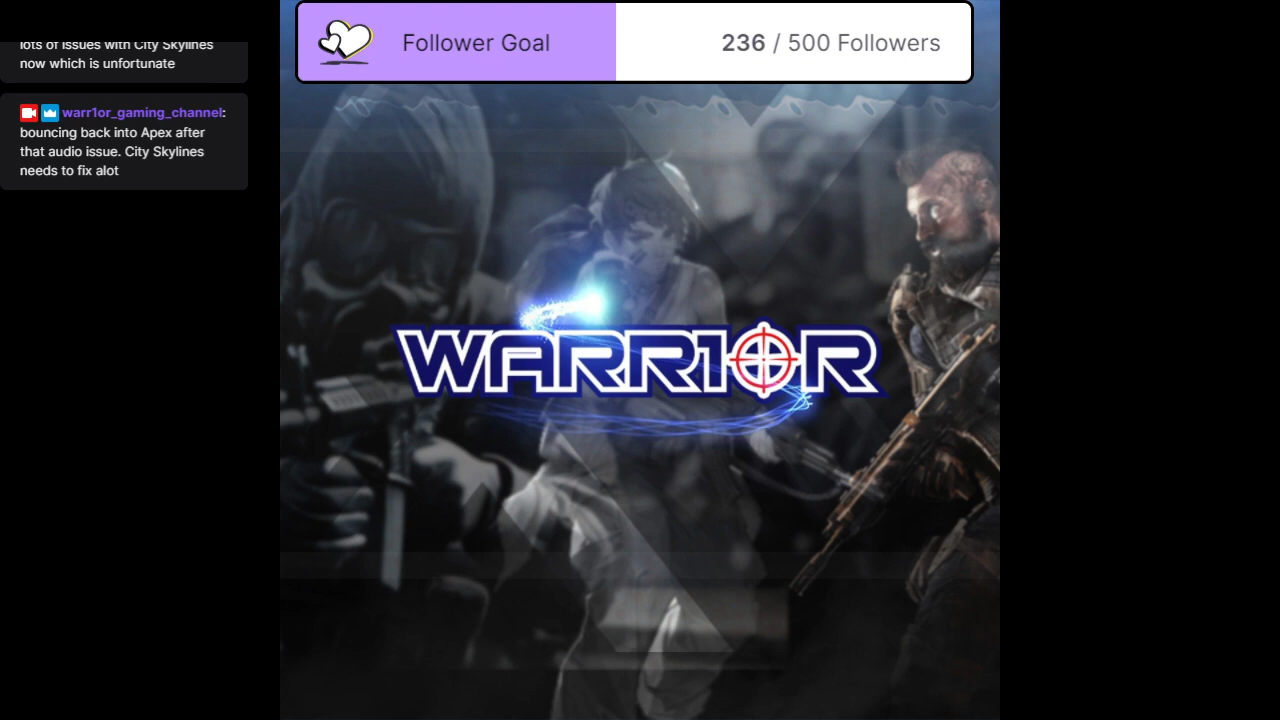 lots of issues with City Skylines
now which is unfortunate
warr1or_gaming_channel:
bouncing back into Apex after
that audio issue. City Skylines
needs to fix alot
Follower Goal
236 / 500 Followers
WARR1OR